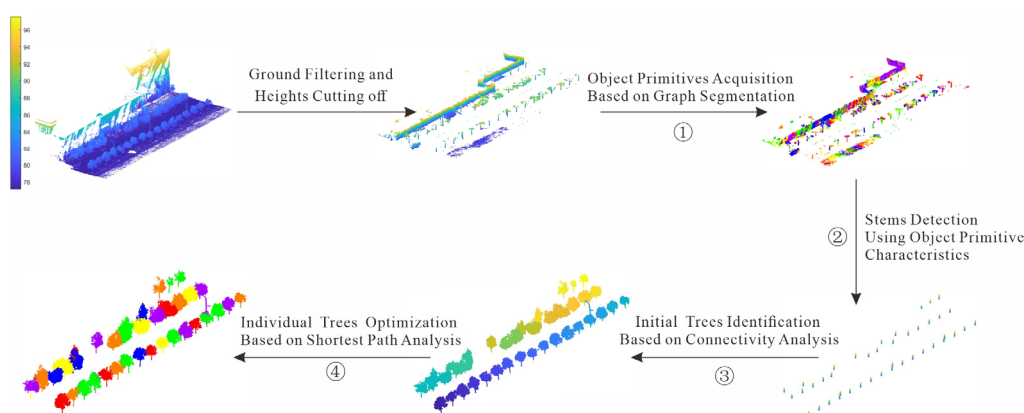 96
94
92
90
88
86
84
82
80
78
Ground Filtering and
Heights Cutting off
Object Primitives Acquisition
Based on Graph Segmentation
①
②
Stems Detection
Using Object Primitive
Characteristics
Initial Trees Identification
Based on Connectivity Analysis
③
Individual Trees Optimization
Based on Shortest Path Analysis
④